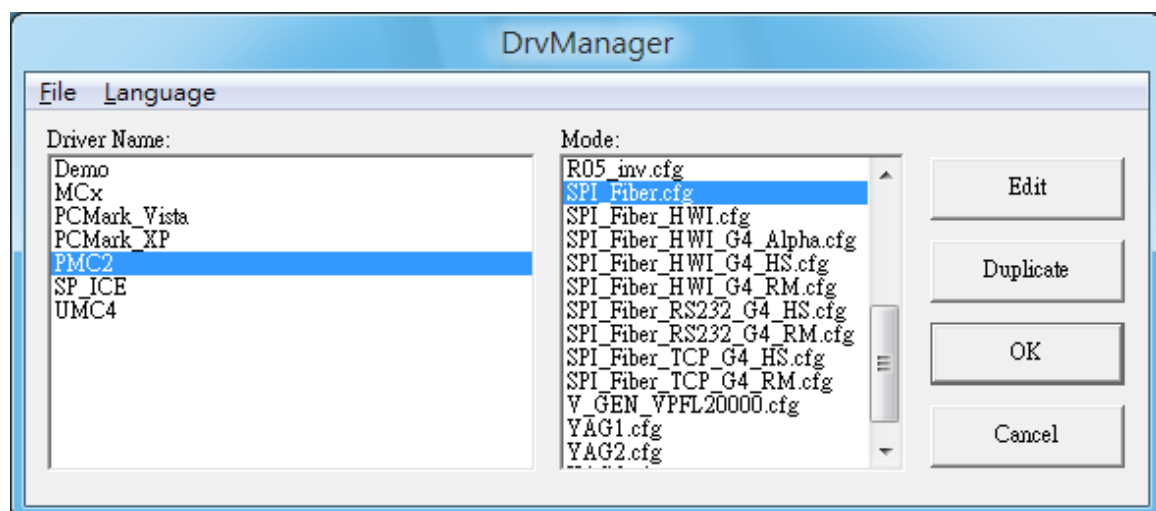 DrvManager
File Language
Driver Name:
Demo
MCx
PCMark_Vista
PCMark_XP
PMC2
SP_ICE
UMC4
Mode:
R05_inv.cfg
SPI_Fiber.cfg
SPI_Fiber_HWI.cfg
SPI_Fiber_HWI_G4_Alpha.cfg
SPI_Fiber_HWI_G4_HS.cfg
SPI_Fiber_HWI_G4_RM.cfg
SPI_Fiber_RS232_G4_HS.cfg
SPI_Fiber_RS232_G4_RM.cfg
SPI_Fiber_TCP_G4_HS.cfg
SPI_Fiber_TCP_G4_RM.cfg
V_GEN_VPFL20000.cfg
YAG1.cfg
YAG2.cfg
Edit
Duplicate
OK
Cancel